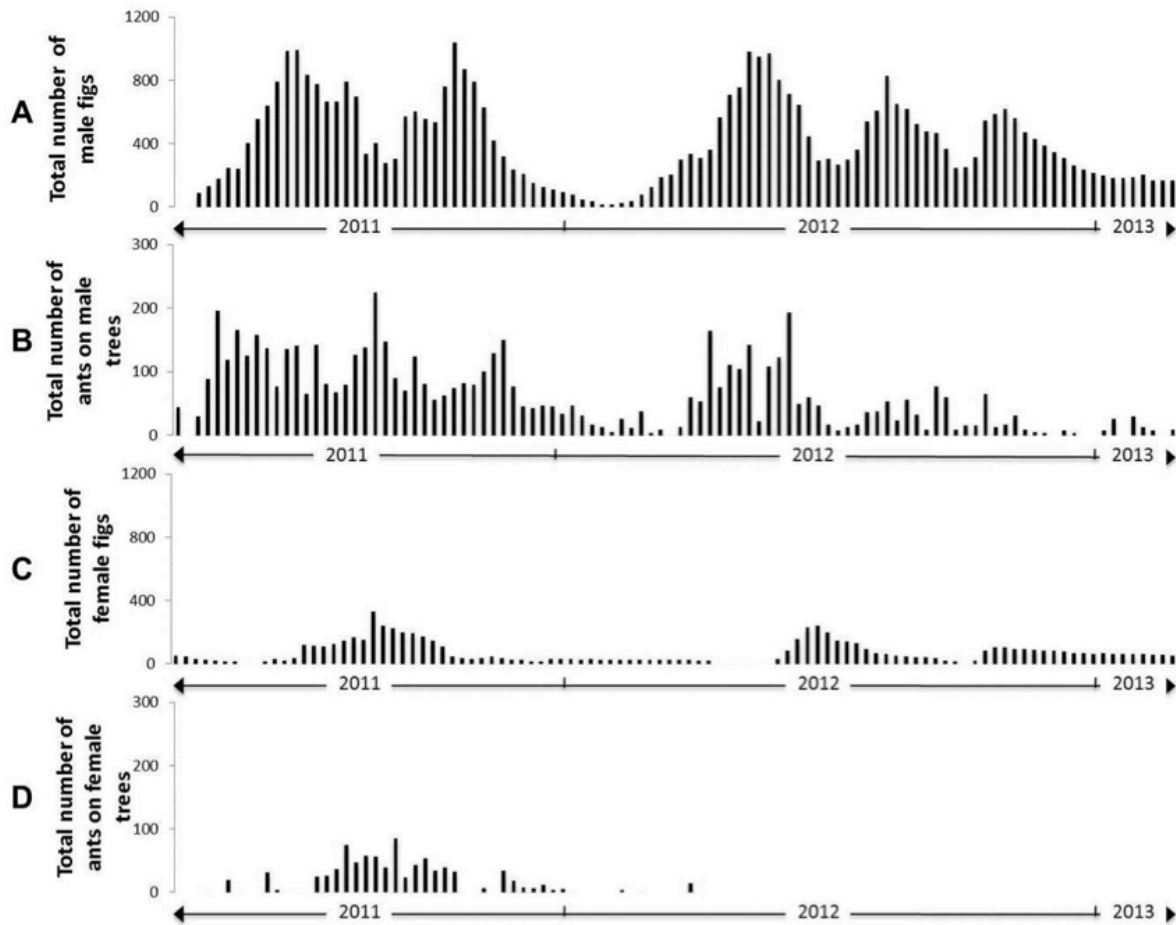 A
Total number of
male figs
1200
800
400
0
2011
2012
2013
B
Total number of
ants on male
trees
300
200
100
0
2011
2012
2013
C
Total number of
female figs
1200
800
400
0
2011
2012
2013
D
Total number of
ants on female
trees
300
200
100
0
2011
2012
2013